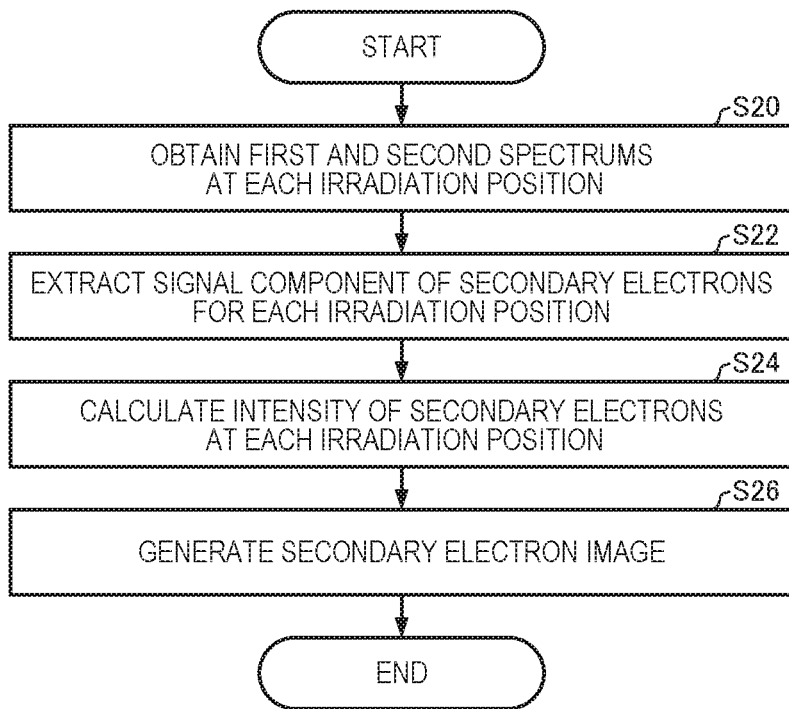 START
S20
OBTAIN FIRST AND SECOND SPECTRUMS
AT EACH IRRADIATION POSITION
S22
EXTRACT SIGNAL COMPONENT OF SECONDARY ELECTRONS
FOR EACH IRRADIATION POSITION
S24
CALCULATE INTENSITY OF SECONDARY ELECTRONS
AT EACH IRRADIATION POSITION
S26
GENERATE SECONDARY ELECTRON IMAGE
END